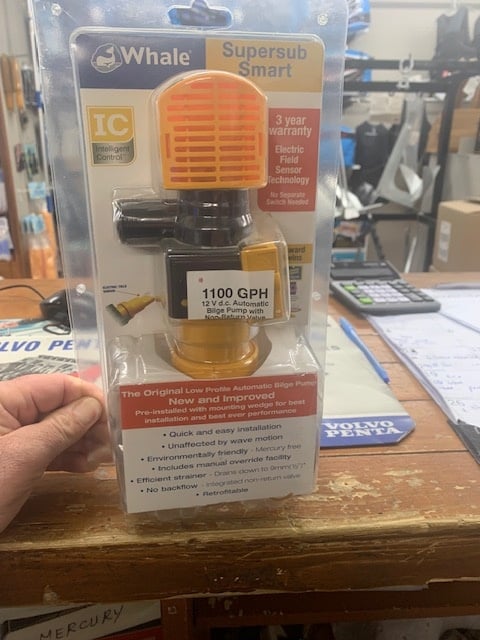 Whale
Supersub
Smart
IC
Intelligent
Control
3 year
warranty
Electric
Field
Sensor
Technology
No Separate
Switch Needed
1100 GPH
12 V d.c. Automatic
Bilge Pump with
Non-Return Valve
The Original Low Profile Automatic Bilge Pump
New and Improved
Pre-installed with mounting wedge for best
installation and best ever performance
• Quick and easy installation
• Unaffected by wave motion
• Environmentally friendly - Mercury free
• Includes manual override facility
• Efficient strainer - Drains down to 9mm(½")*
• No backflow - Integrated non-return valve
• Retrofitable
VOLVO
PENTA
MERCURY